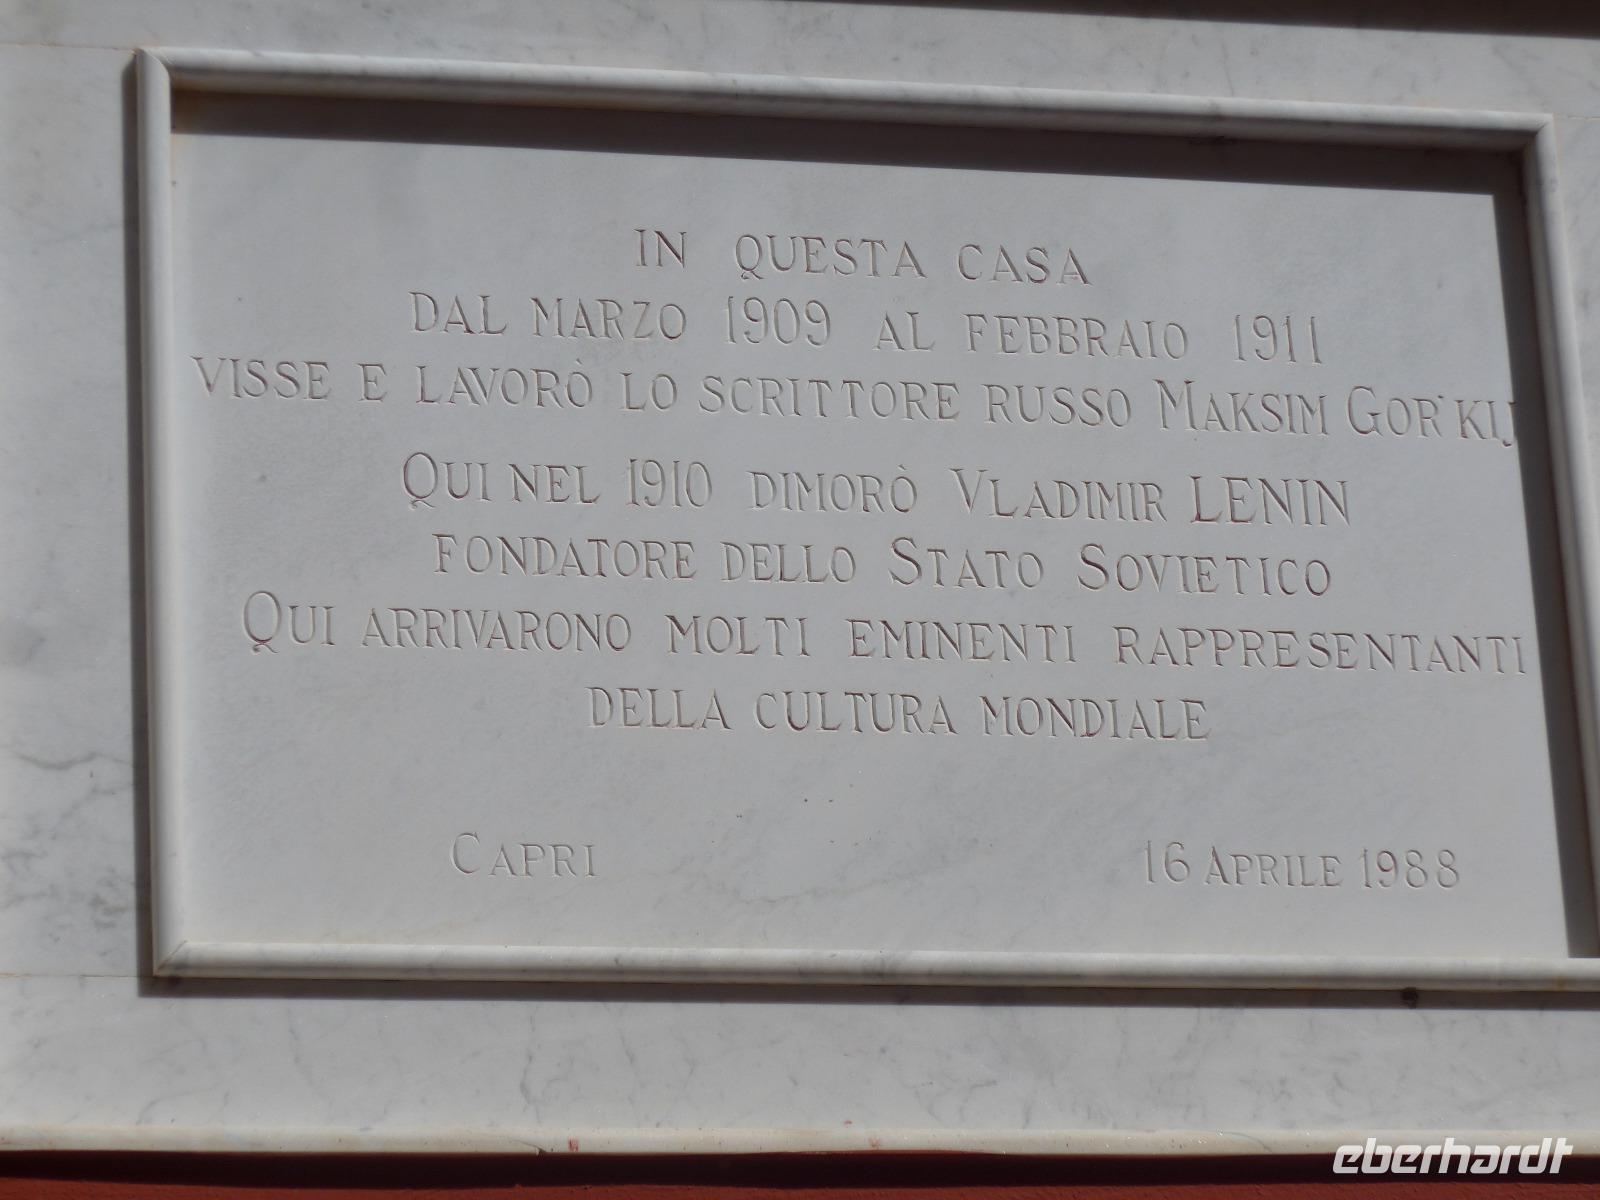 IN QUESTA CASA
DAL MARZO 1909 AL FEBBRAIO 1911
VISSE E LAVORÒ LO SCRITTORE RUSSO MAKSIM GOR'KIJ
QUI NEL 1910 DIMORÒ VLADIMIR LENIN
FONDATORE DELLO STATO SOVIETICO
QUI ARRIVARONO MOLTI EMINENTI RAPPRESENTANTI
DELLA CULTURA MONDIALE
CAPRI 16 APRILE 1988
eberhardt